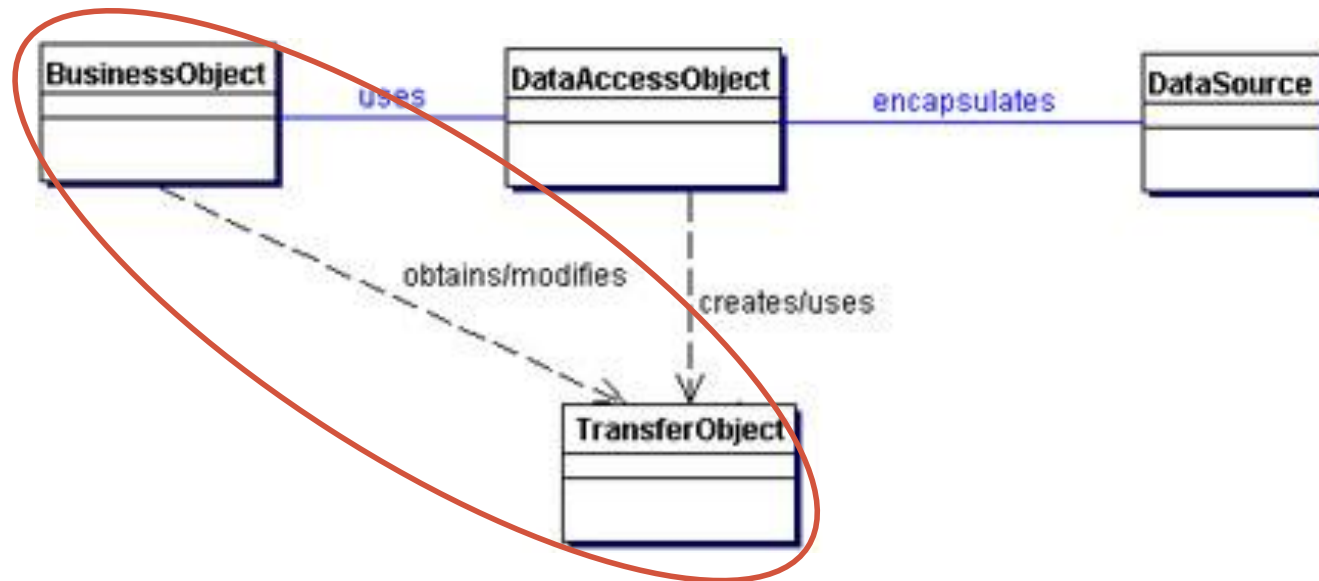 BusinessObject
uses
DataAccessObject
encapsulates
DataSource
obtains/modifies
creates/uses
TransferObject